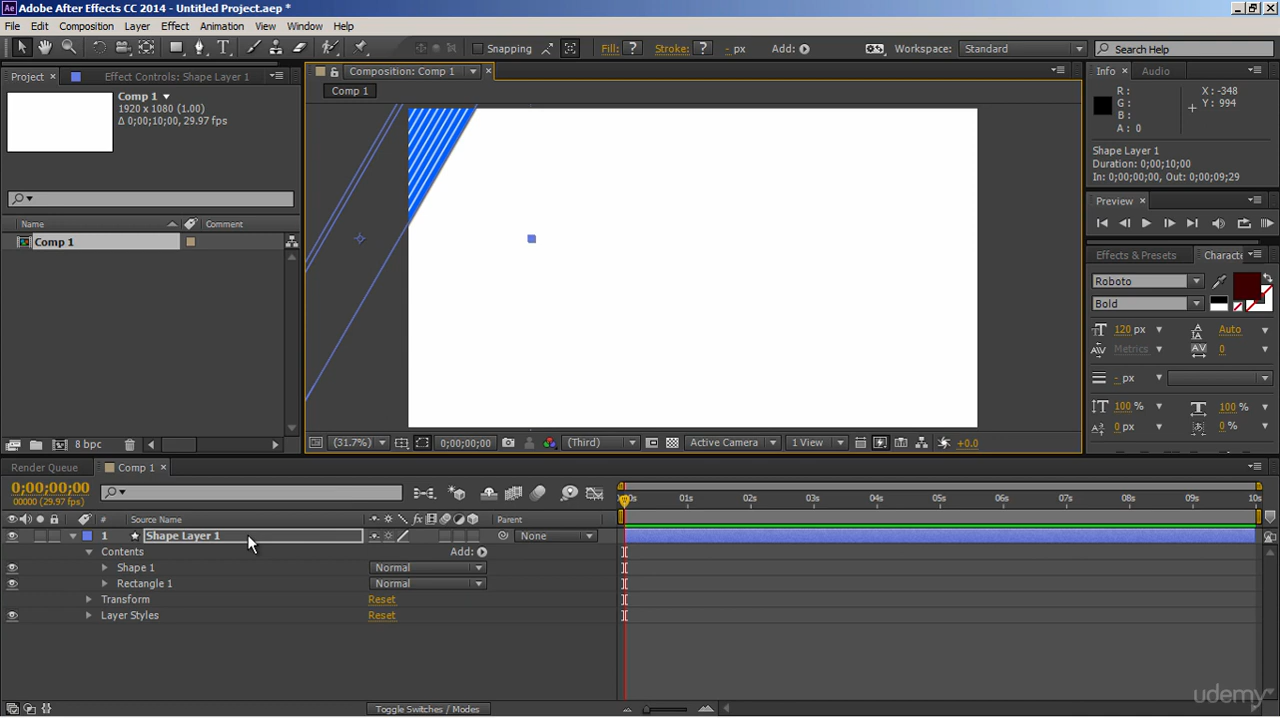 Adobe After Effects CC 2014 - Untitled Project.aep *
File Edit Composition Layer Effect Animation View Window Help
Snapping Fill: ? Stroke: ? - px Add: Workspace: Standard Search Help
Project × Effect Controls: Shape Layer 1
Composition: Comp 1 ×
Info × Audio
Comp 1
Comp 1
1920 x 1080 (1.00)
Δ 0;00;10;00, 29.97 fps
R :
G :
B :
A : 0
X : -348
Y : 994
Shape Layer 1
Duration: 0;00;10;00
In: 0;00;00;00, Out: 0;00;09;29
Preview ×
Name Comment
Comp 1
Effects & Presets Characte
Roboto
Bold
120 px Auto
Metrics 0
- px
100 % 100 %
0 px 0 %
8 bpc
(31.7%) 0;00;00;00 (Third) Active Camera 1 View +0.0
Render Queue Comp 1 ×
0;00;00;00
00000 (29.97 fps)
00s 01s 02s 03s 04s 05s 06s 07s 08s 09s 10s
# Source Name fx Parent
1 Shape Layer 1 None
Contents Add:
Shape 1 Normal
Rectangle 1 Normal
Transform Reset
Layer Styles Reset
Toggle Switches / Modes
udemy